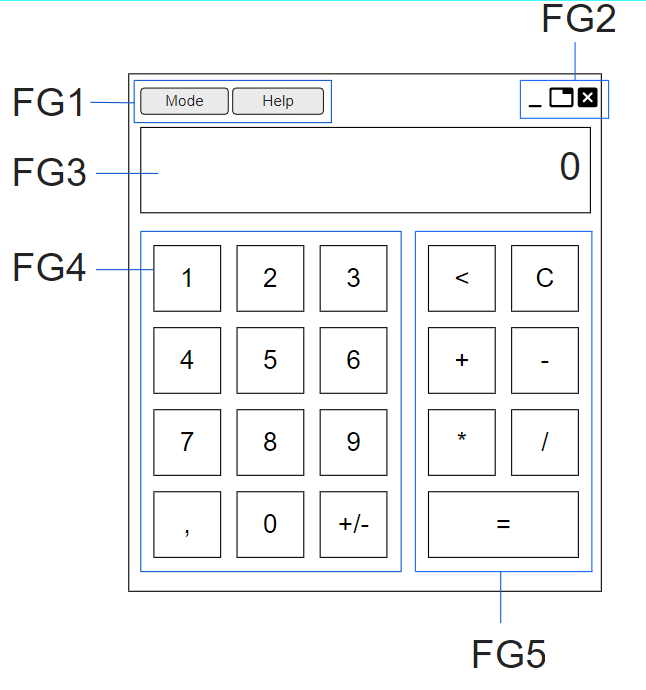 FG2
FG1
Mode Help
0
FG3
FG4
1 2 3 < C
4 5 6 + -
7 8 9 * /
, 0 +/- =
FG5